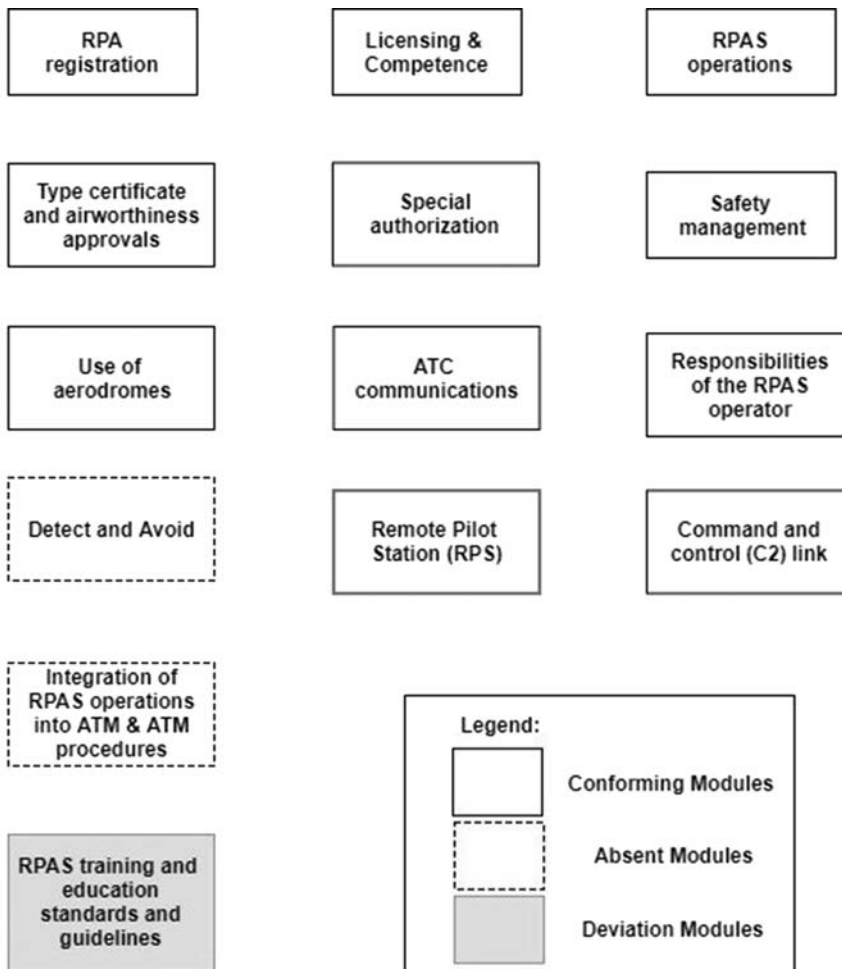 RPA
registration
Licensing &
Competence
RPAS
operations
Type certificate
and airworthiness
approvals
Special
authorization
Safety
management
Use of
aerodromes
ATC
communications
Responsibilities
of the RPAS
operator
Detect and Avoid
Remote Pilot
Station (RPS)
Command and
control (C2) link
Integration of
RPAS operations
into ATM & ATM
procedures
RPAS training and
education
standards and
guidelines
Legend:
Conforming Modules
Absent Modules
Deviation Modules